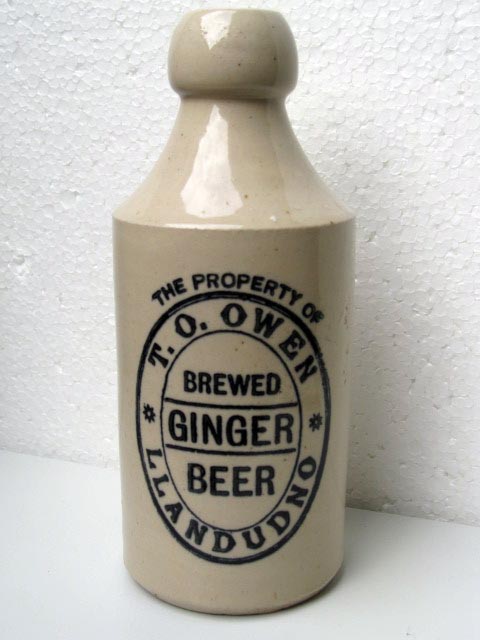 THE PROPERTY OF
T. O. OWEN
BREWED
GINGER
BEER
LLANDUDNO